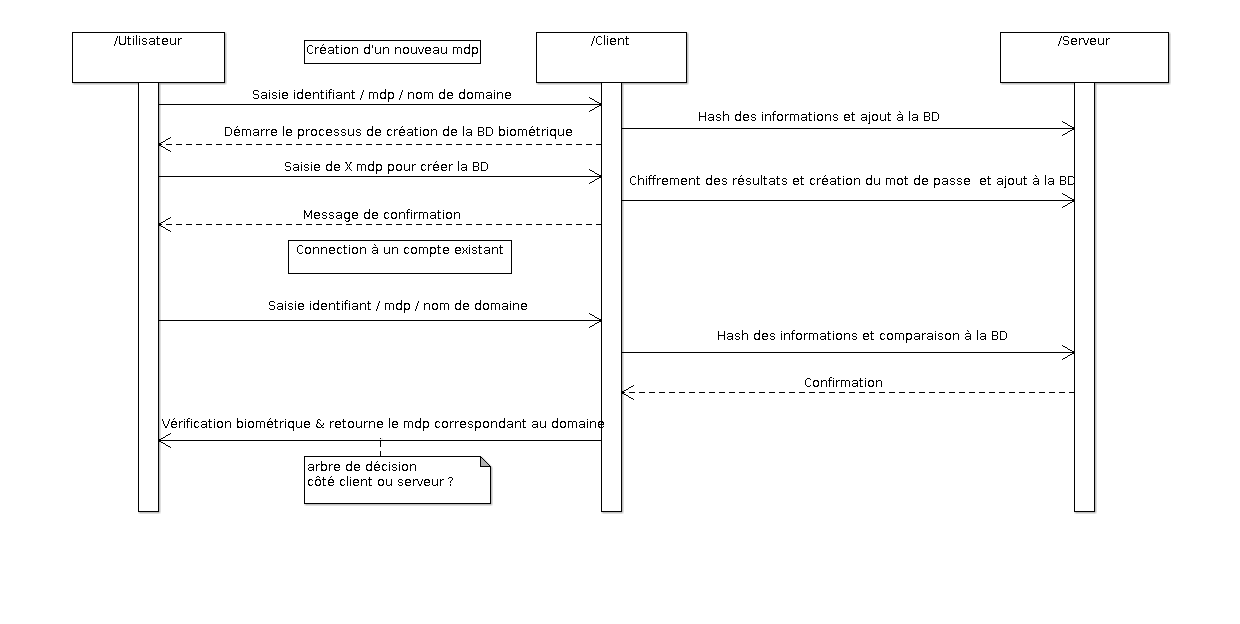 /Utilisateur
Création d'un nouveau mdp
/Client
/Serveur
Saisie identifiant / mdp / nom de domaine
Hash des informations et ajout à la BD
Démarre le processus de création de la BD biométrique
Saisie de X mdp pour créer la BD
Chiffrement des résultats et création du mot de passe  et ajout à la BD
Message de confirmation
Connection à un compte existant
Saisie identifiant / mdp / nom de domaine
Hash des informations et comparaison à la BD
Confirmation
Vérification biométrique & retourne le mdp correspondant au domaine
arbre de décision
côté client ou serveur ?